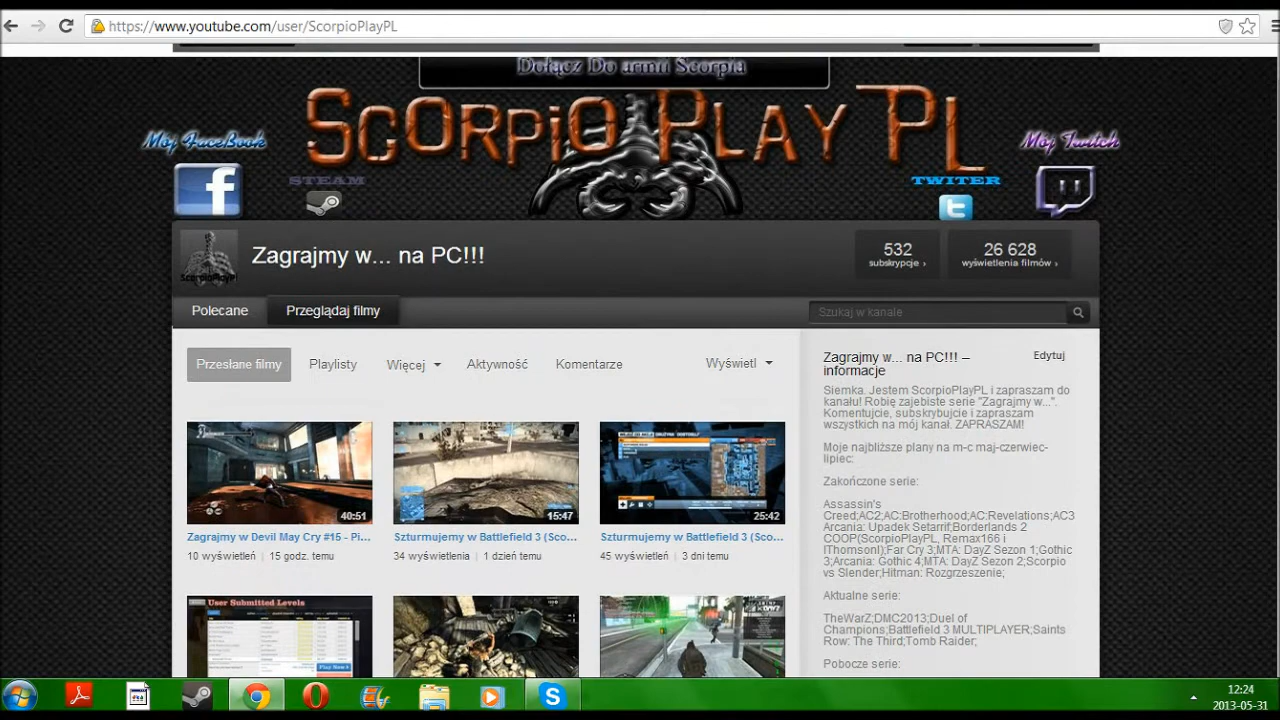 https://www.youtube.com/user/ScorpioPlayPL
Dołącz Do armii Scorpia
Scorpio Play PL
Mój FaceBook
STEAM
TWITER
Mój Twitch
ScorpioPlayPL
Zagrajmy w... na PC!!!
532
subskrypcje ›
26 628
wyświetlenia filmów ›
Polecane
Przeglądaj filmy
Szukaj w kanale
Przesłane filmy
Playlisty
Więcej
Aktywność
Komentarze
Wyświetl
40:51
Zagrajmy w Devil May Cry #15 - Pi...
10 wyświetleń | 15 godz. temu
15:47
Szturmujemy w Battlefield 3 (Sco...
34 wyświetlenia | 1 dzień temu
25:42
Szturmujemy w Battlefield 3 (Sco...
45 wyświetleń | 3 dni temu
User Submitted Levels
Play Now
Zagrajmy w... na PC!!! –
informacje
Edytuj
Siemka. Jestem ScorpioPlayPL i zapraszam do
kanału! Robię zajebiste serie "Zagrajmy w...".
Komentujcie, subskrybujcie i zapraszam
wszystkich na mój kanał. ZAPRASZAM!
Moje najbliższe plany na m-c maj-czerwiec-
lipiec:
Zakończone serie:
Assassin's
Creed;AC2;AC:Brotherhood;AC:Revelations;AC3
Arcania: Upadek Setarrif;Borderlands 2
COOP(ScorpioPlayPL, Remax166 i
IThomsonI);Far Cry 3;MTA: DayZ Sezon 1;Gothic
3;Arcania: Gothic 4;MTA: DayZ Sezon 2;Scorpio
vs Slender;Hitman: Rozgrzeszenie;
Aktualne serie:
TheWarZ;DMC2013;Duel of
Champions;Battlefield 3 MULTIPLAYER;Saints
Row: The Third;Tomb Raider;
Poboczne serie:
12:24
2013-05-31